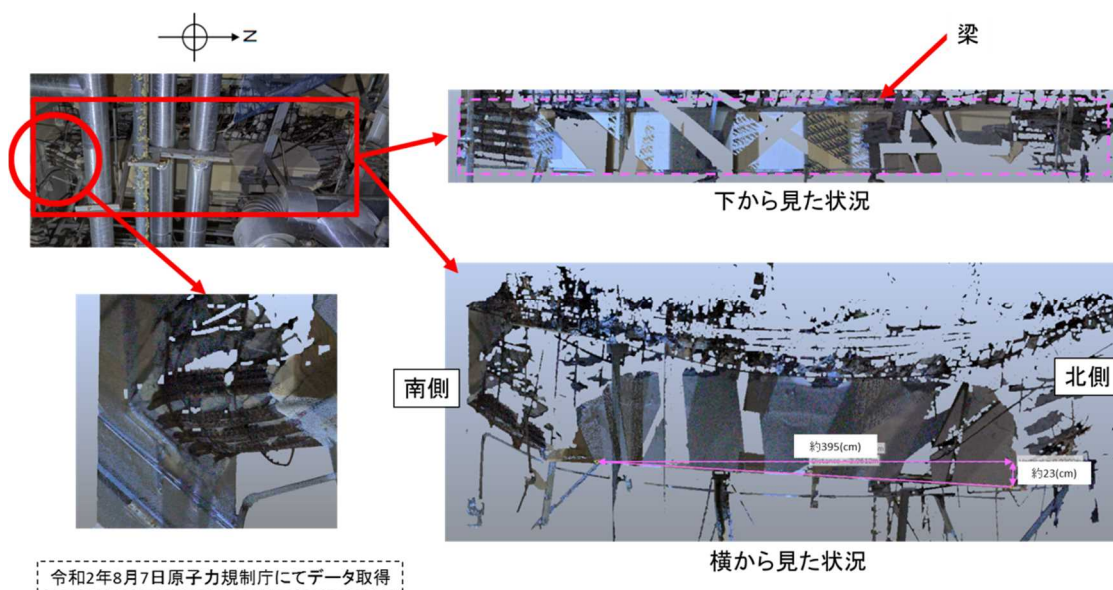 N
梁
下から見た状況
南側
北側
約395(cm)
約23(cm)
横から見た状況
令和2年8月7日原子力規制庁にてデータ取得